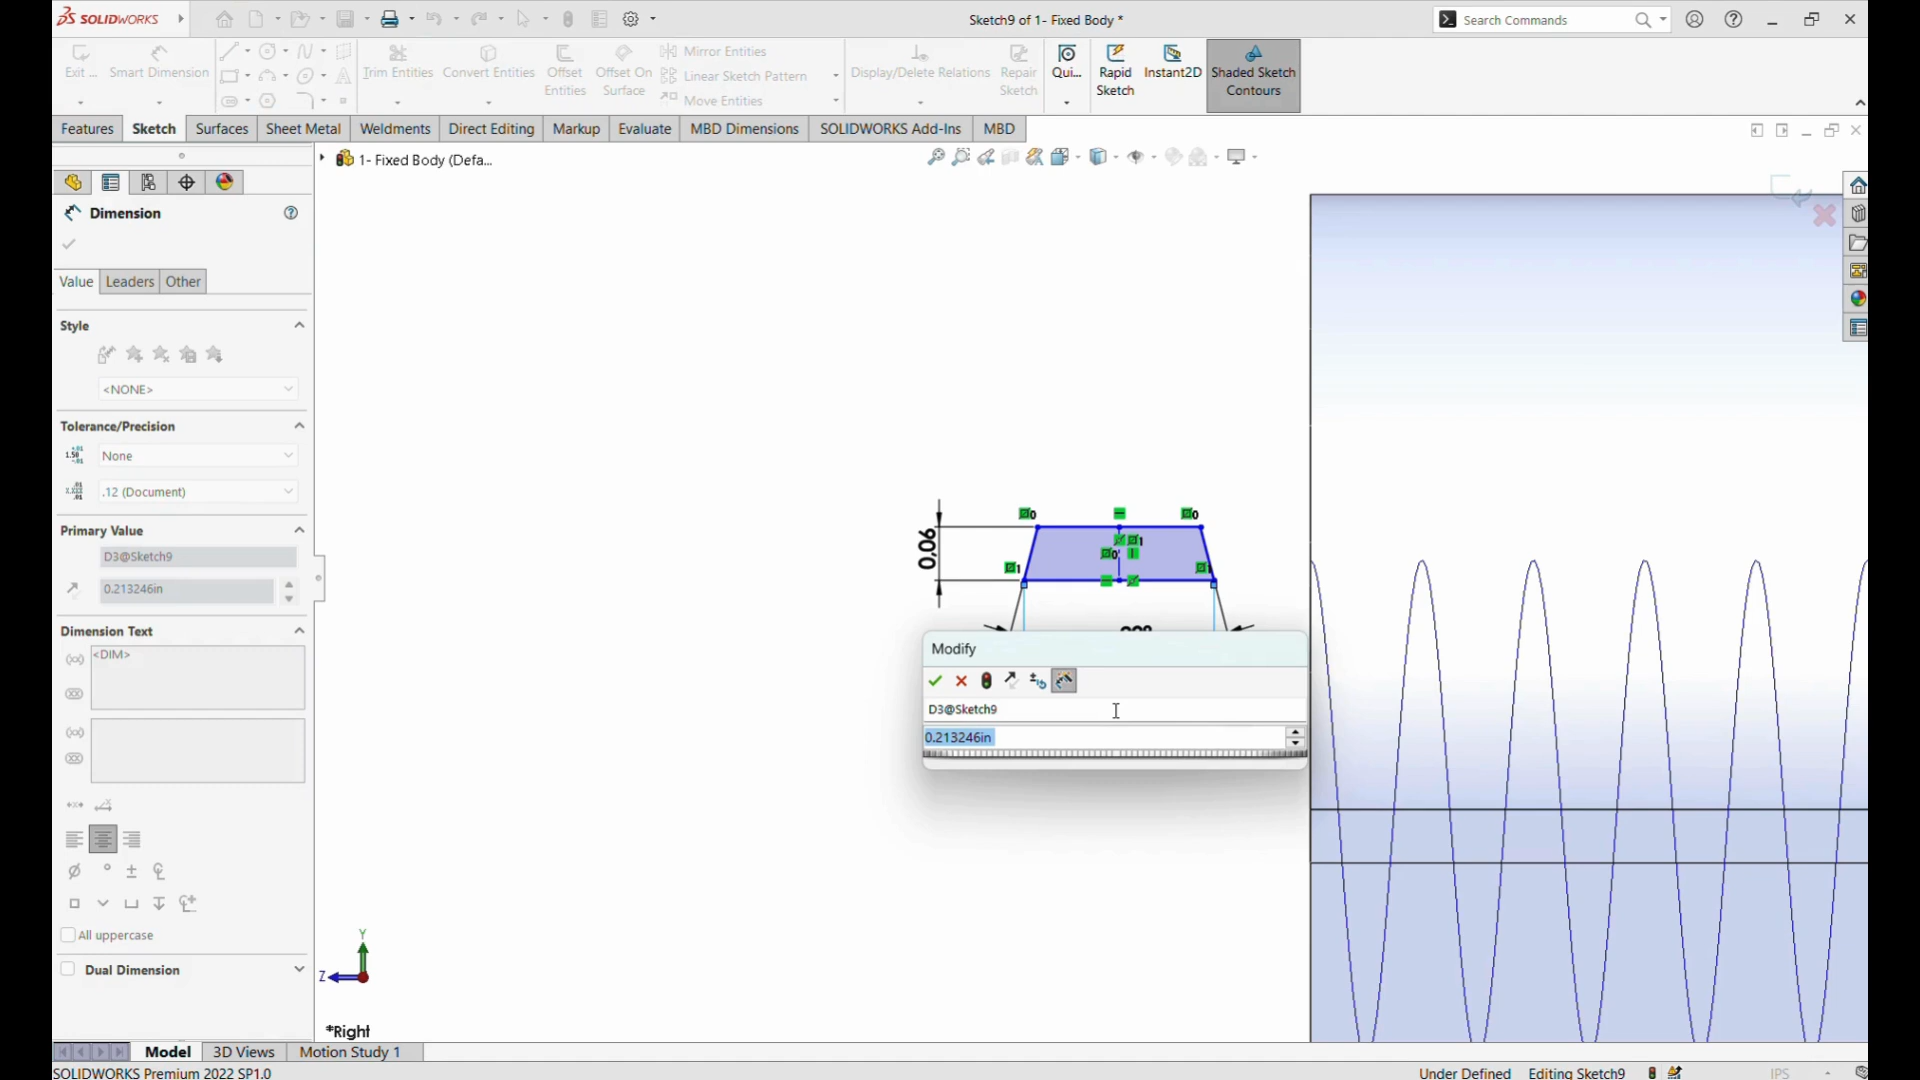 SOLIDWORKS
Sketch9 of 1- Fixed Body *
Search Commands
Exit ...
Smart Dimension
Trim Entities
Convert Entities
Offset Entities
Offset On Surface
Mirror Entities
Linear Sketch Pattern
Move Entities
Display/Delete Relations
Repair Sketch
Qui...
Rapid Sketch
Instant2D
Shaded Sketch Contours
Features
Sketch
Surfaces
Sheet Metal
Weldments
Direct Editing
Markup
Evaluate
MBD Dimensions
SOLIDWORKS Add-Ins
MBD
1- Fixed Body (Defa...
Dimension
Value
Leaders
Other
Style
<NONE>
Tolerance/Precision
None
.12 (Document)
Primary Value
D3@Sketch9
0.213246in
Dimension Text
<DIM>
All uppercase
Dual Dimension
0,06
Modify
D3@Sketch9
0.213246in
Y
Z
*Right
Model
3D Views
Motion Study 1
SOLIDWORKS Premium 2022 SP1.0
Under Defined
Editing Sketch9
IPS